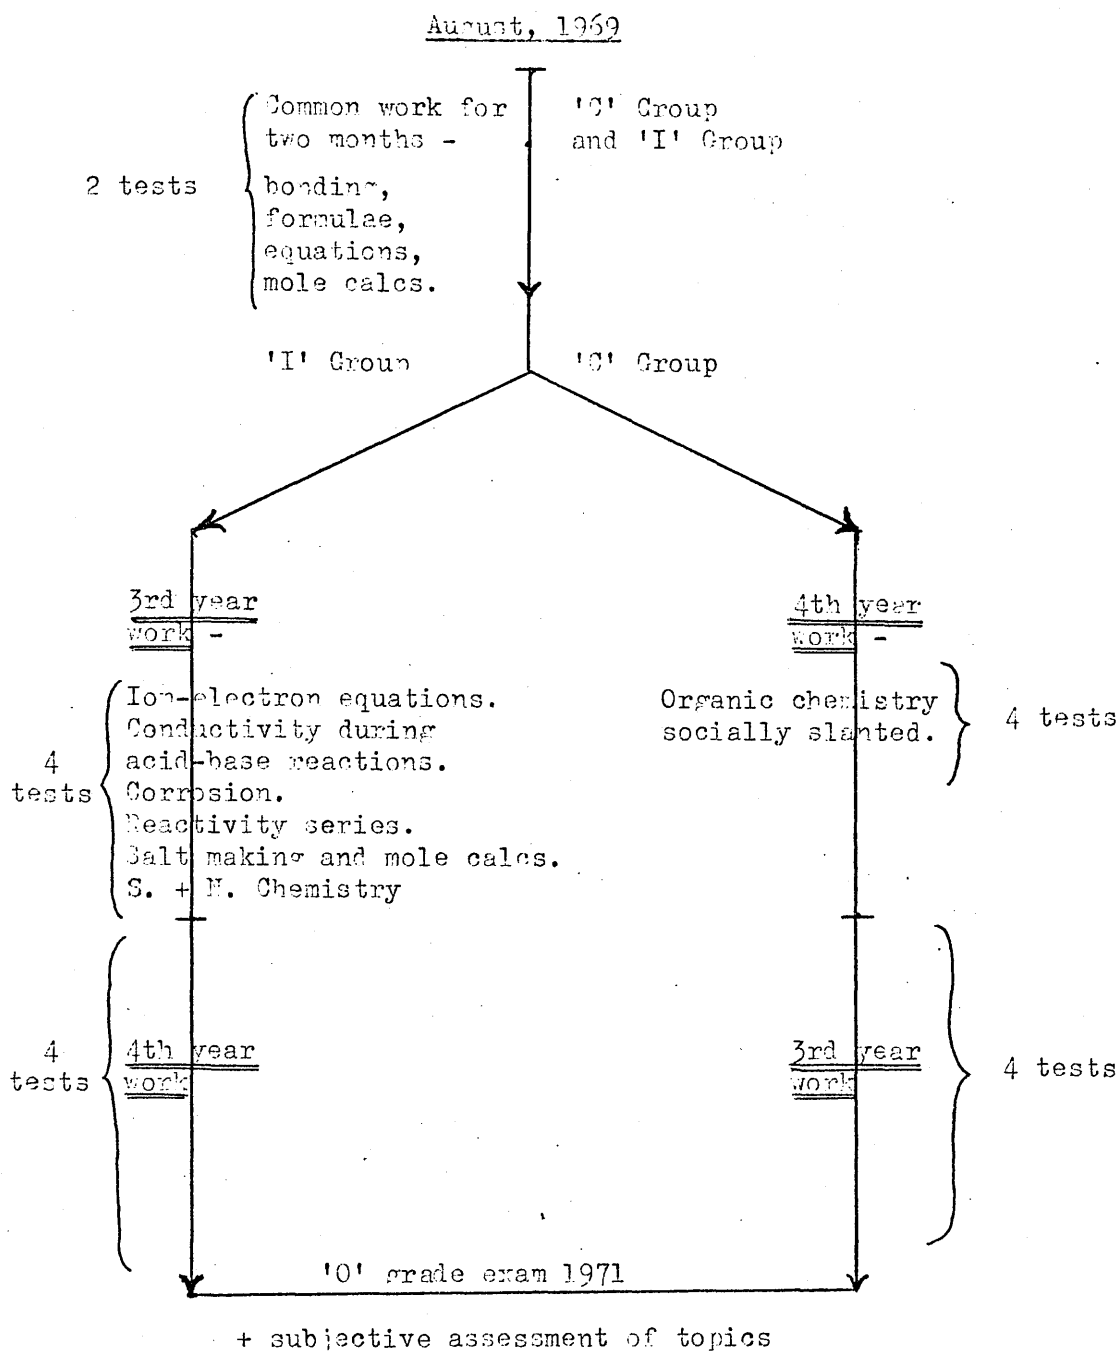 August, 1969
Common work for
two months -
bonding,
formulae,
equations,
mole calcs.
2 tests
'C' Group
and 'I' Group
'I' Group
'C' Group
3rd year
work -
Ion-electron equations.
Conductivity during
acid-base reactions.
Corrosion.
Reactivity series.
Salt making and mole calcs.
S. + N. Chemistry
4
tests
4th year
work -
Organic chemistry
socially slanted.
4 tests
4
tests
4th year
work
3rd year
work
4 tests
'O' grade exam 1971
+ subjective assessment of topics